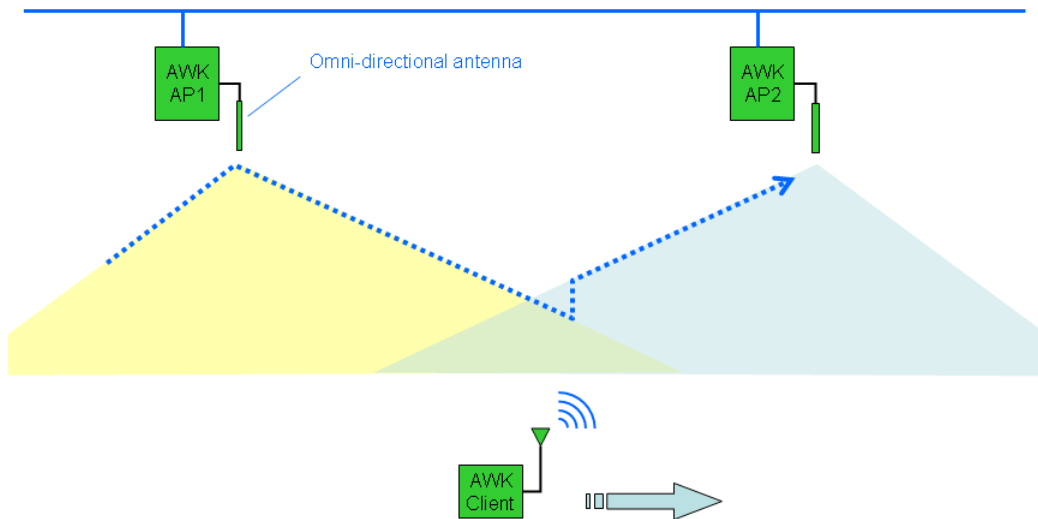 AWK
AP1
Omni-directional antenna
AWK
AP2
AWK
Client